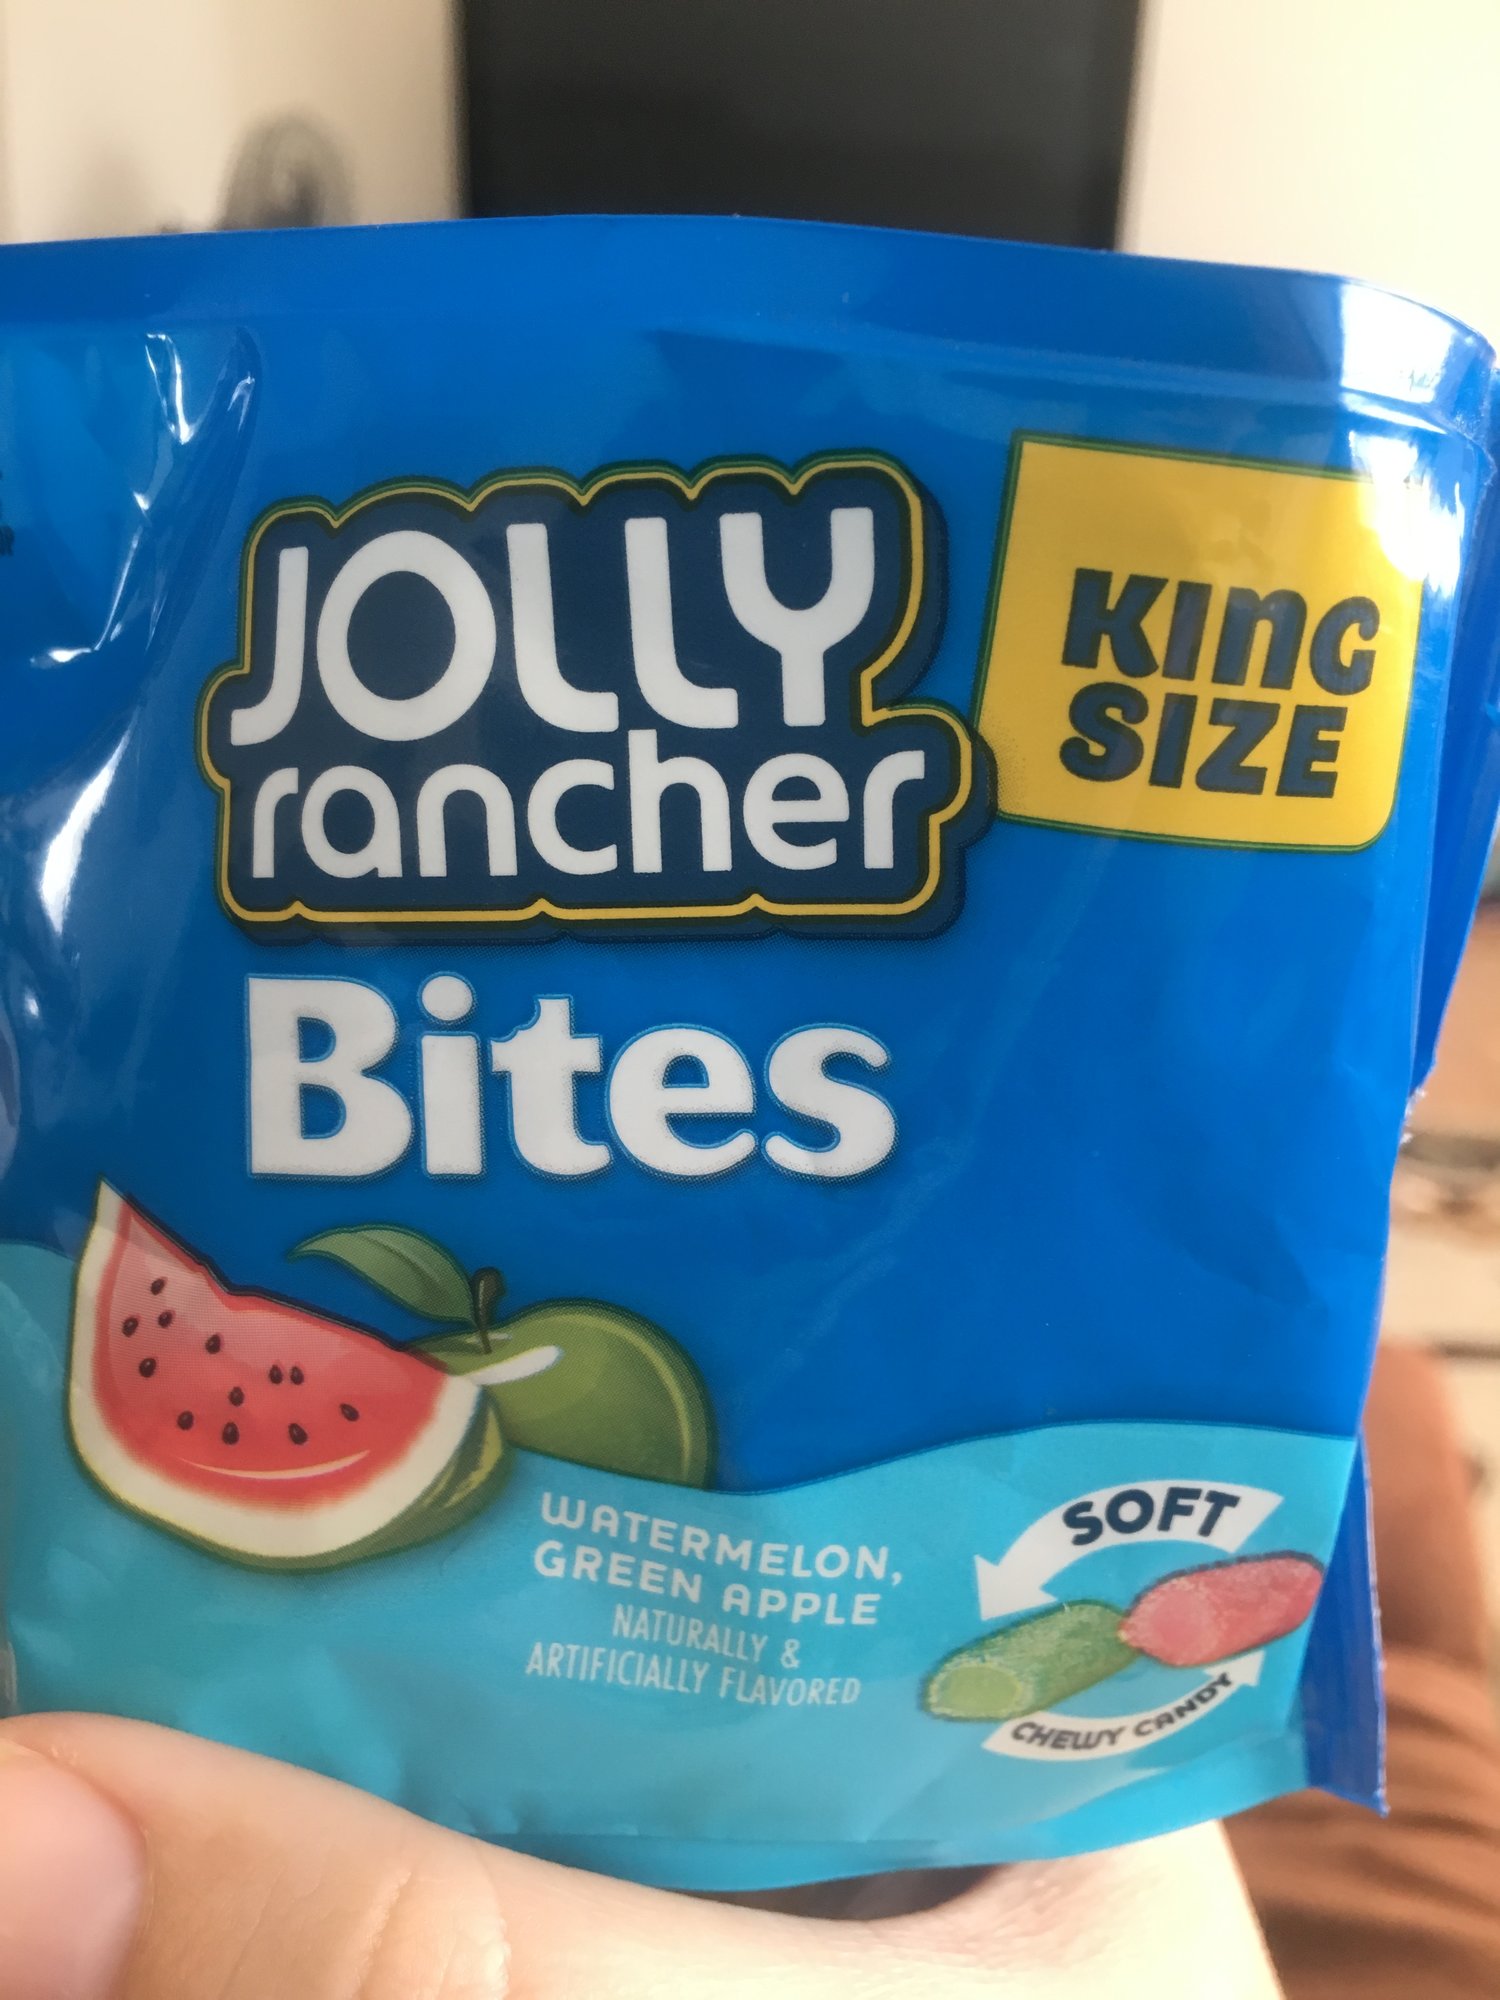 JOLLY
rancher
KING
SIZE
Bites
WATERMELON,
GREEN APPLE
NATURALLY &
ARTIFICIALLY FLAVORED
SOFT
CHEWY CANDY